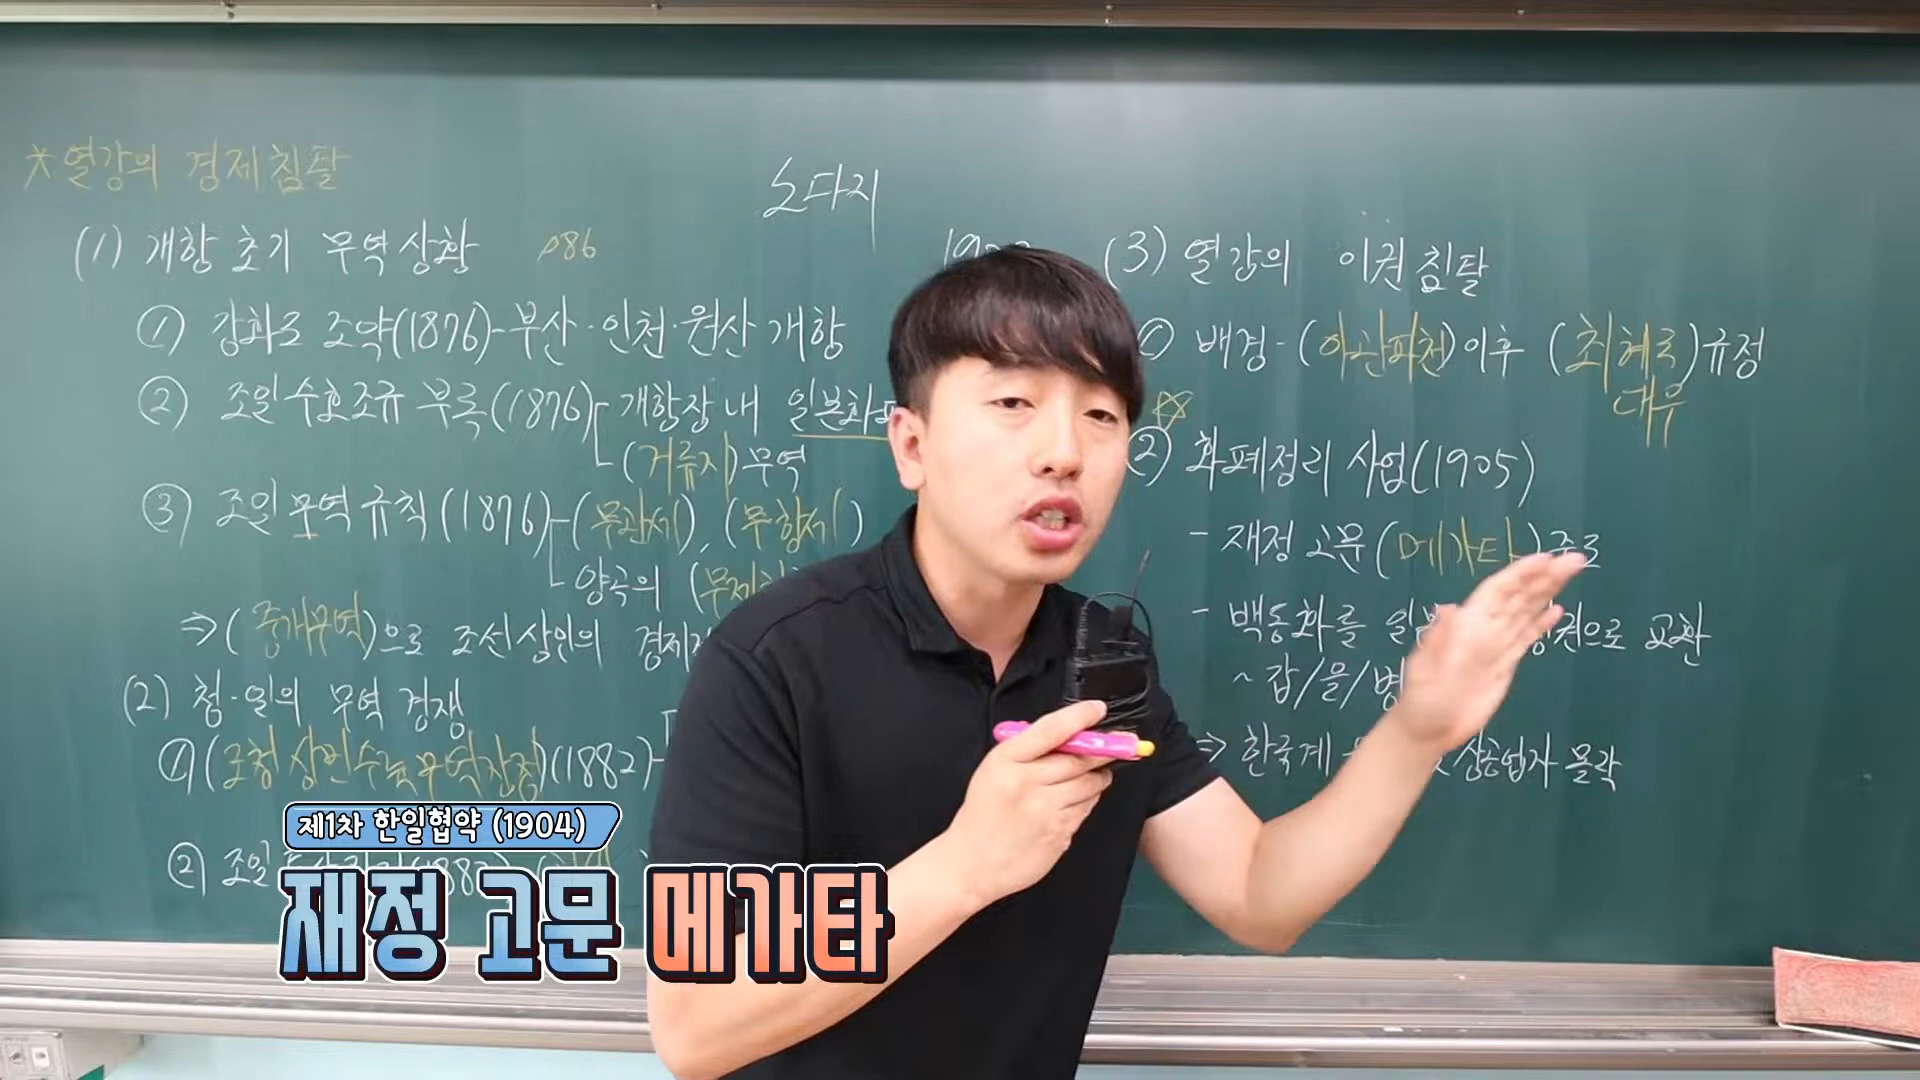 *열강의 경제침탈
노다지
(1) 개항 초기 무역상황 p86
① 강화도 조약(1876)-부산·인천·원산 개항
② 조일수호조규 부록(1876) 개항장 내 일본화폐
(거류지)무역
③ 조일 무역 규칙(1876)-(무관세), (무항세)
양곡의
⇒(중개무역)으로 조선상인의
(2) 청·일의 무역 경쟁
①(조청상민수륙무역장정)(1882)-
② 조일
(3) 열강의 이권침탈
① 배경-(아관파천)이후 (최혜국)규정
대우
② 화폐정리 사업(1905)
- 재정 고문(메가타)주도
- 백동화를 으로 교환
~ 갑/을/병
⇒ 한국계 상공업자 몰락
제1차 한일협약 (1904)
재정 고문 메가타